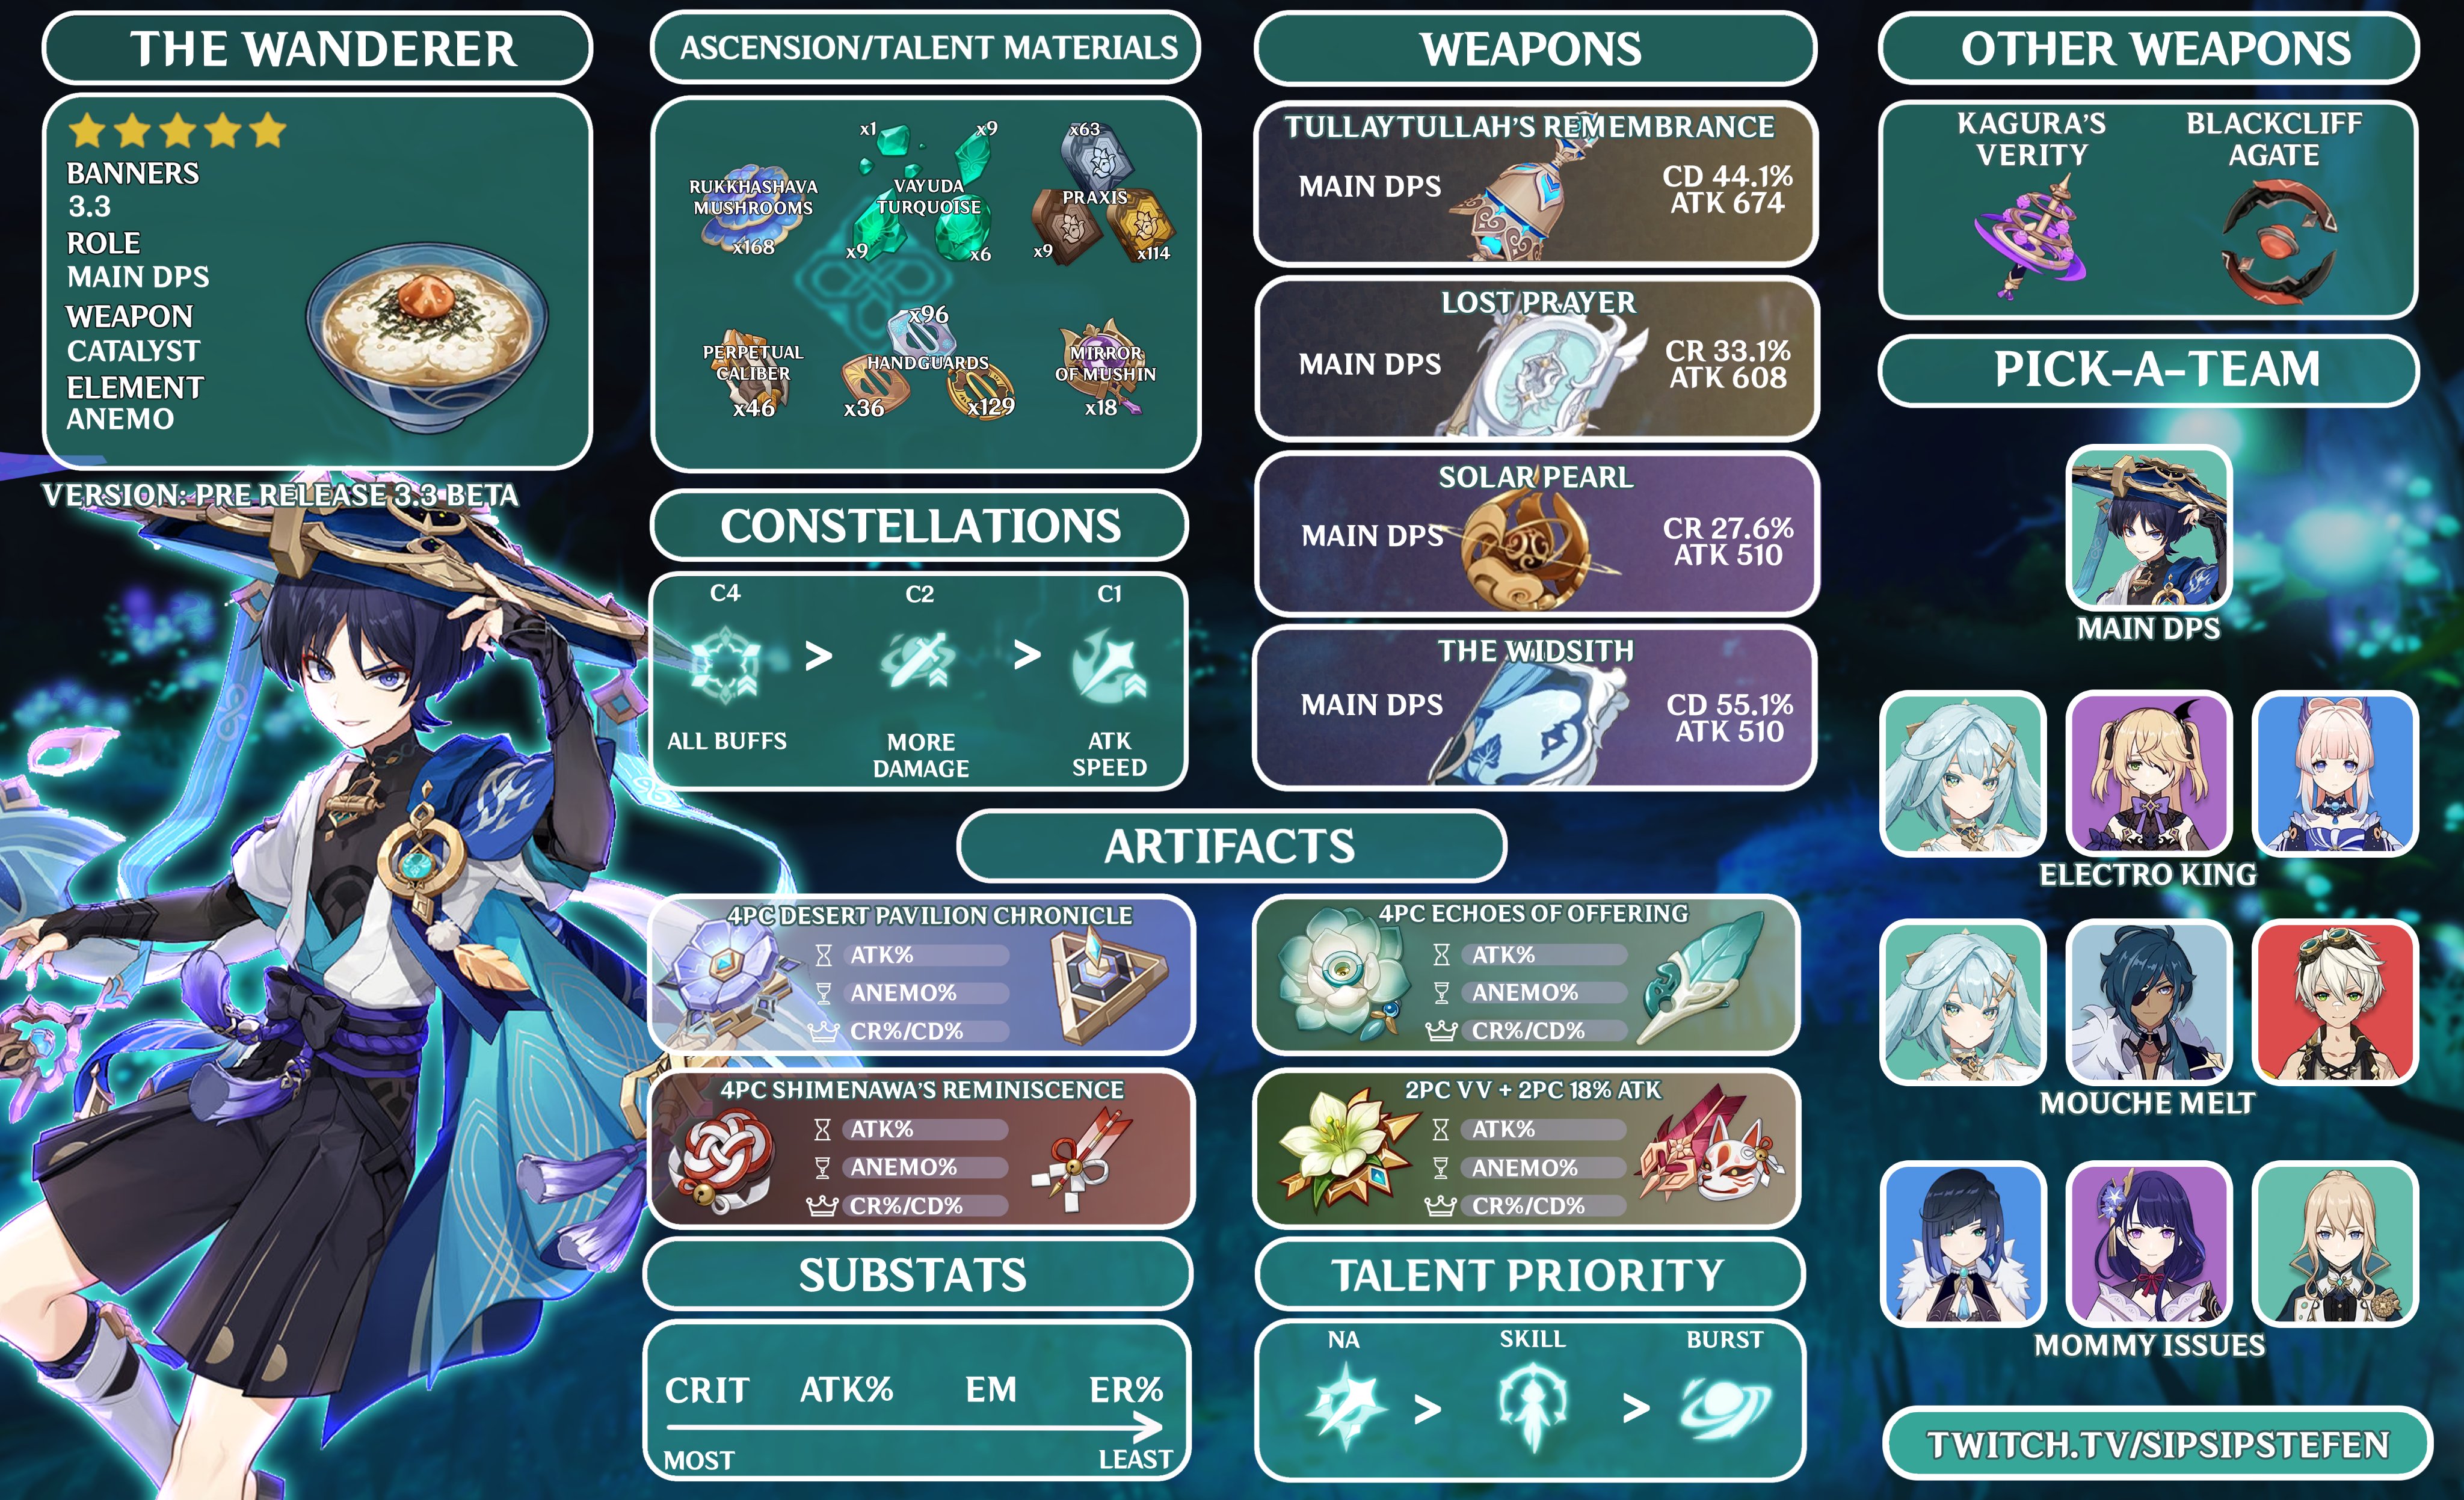 THE WANDERER
BANNERS
3.3
ROLE
MAIN DPS
WEAPON
CATALYST
ELEMENT
ANEMO
VERSION: PRE RELEASE 3.3 BETA
ASCENSION/TALENT MATERIALS
RUKKHASHAVA
MUSHROOMS
x168
x1
x9
VAYUDA
TURQUOISE
x9
x6
x63
PRAXIS
x9
x114
PERPETUAL
CALIBER
x46
x96
HANDGUARDS
x36
x129
MIRROR
OF MUSHIN
x18
CONSTELLATIONS
C4 > C2 > C1
ALL BUFFS
MORE
DAMAGE
ATK
SPEED
WEAPONS
TULLAYTULLAH'S REMEMBRANCE
MAIN DPS
CD 44.1%
ATK 674
LOST PRAYER
MAIN DPS
CR 33.1%
ATK 608
SOLAR PEARL
MAIN DPS
CR 27.6%
ATK 510
THE WIDSITH
MAIN DPS
CD 55.1%
ATK 510
ARTIFACTS
4PC DESERT PAVILION CHRONICLE
ATK%
ANEMO%
CR%/CD%
4PC ECHOES OF OFFERING
ATK%
ANEMO%
CR%/CD%
4PC SHIMENAWA'S REMINISCENCE
ATK%
ANEMO%
CR%/CD%
2PC VV + 2PC 18% ATK
ATK%
ANEMO%
CR%/CD%
SUBSTATS
CRIT ATK% EM ER%
MOST LEAST
TALENT PRIORITY
NA > SKILL > BURST
OTHER WEAPONS
KAGURA'S
VERITY
BLACKCLIFF
AGATE
PICK-A-TEAM
MAIN DPS
ELECTRO KING
MOUCHE MELT
MOMMY ISSUES
TWITCH.TV/SIPSIPSTEFEN